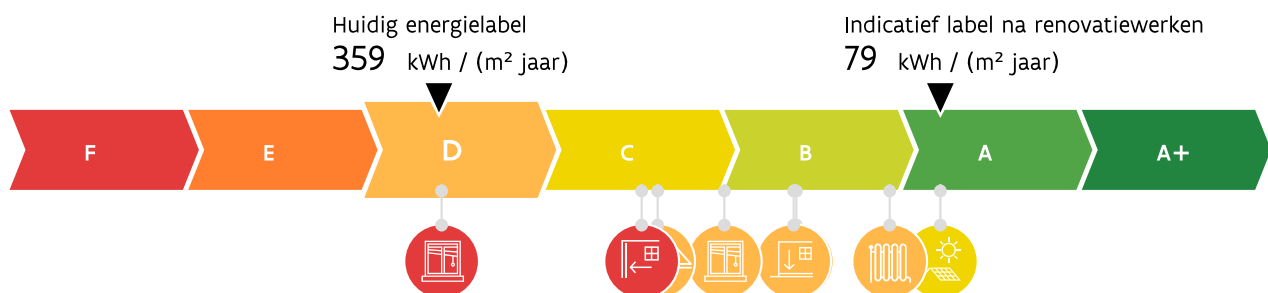 Huidig energielabel
359 kWh / (m² jaar)
Indicatief label na renovatiewerken
79 kWh / (m² jaar)
F E D C B A A+